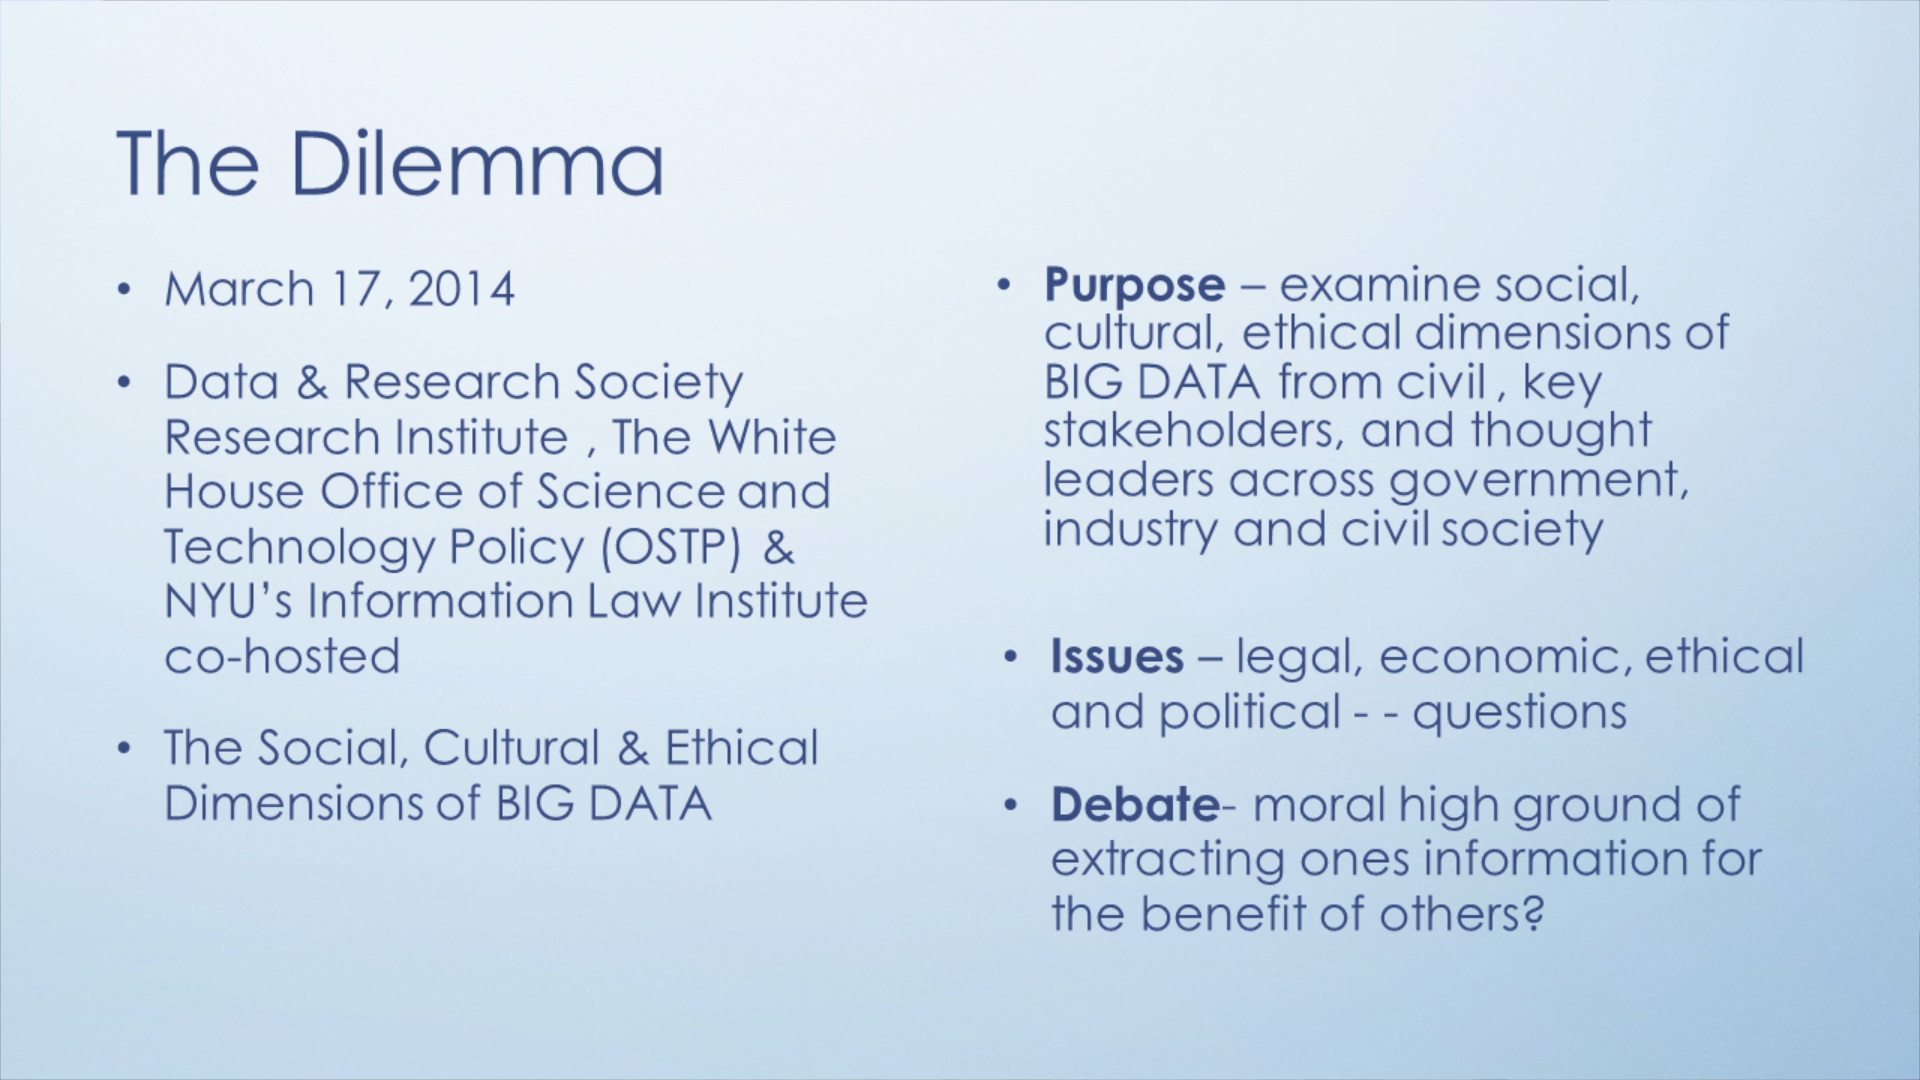 The Dilemma
• March 17, 2014
• Data & Research Society
Research Institute , The White
House Office of Science and
Technology Policy (OSTP) &
NYU’s Information Law Institute
co-hosted
• The Social, Cultural & Ethical
Dimensions of BIG DATA
• Purpose – examine social,
cultural, ethical dimensions of
BIG DATA from civil , key
stakeholders, and thought
leaders across government,
industry and civil society
• Issues – legal, economic, ethical
and political - - questions
• Debate- moral high ground of
extracting ones information for
the benefit of others?